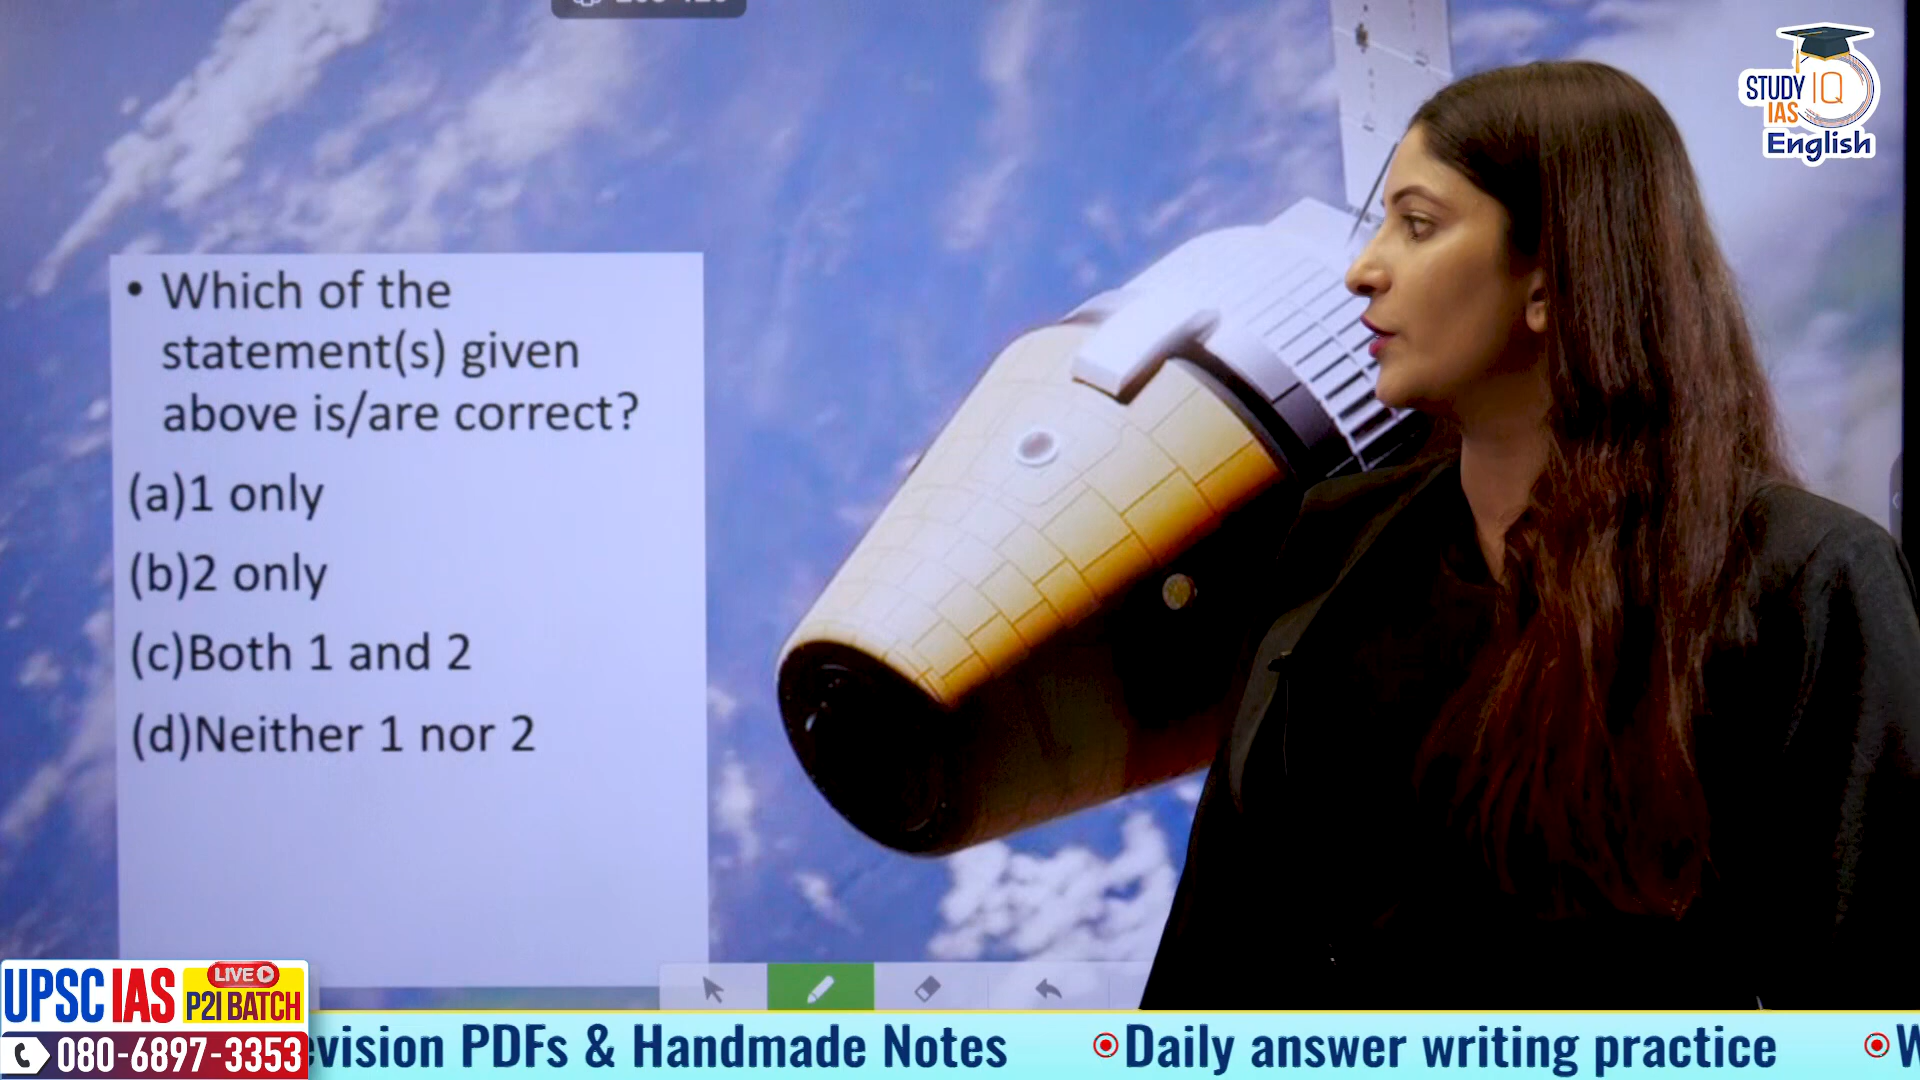 STUDY IQ
IAS
English
• Which of the
statement(s) given
above is/are correct?
(a)1 only
(b)2 only
(c)Both 1 and 2
(d)Neither 1 nor 2
LIVE
UPSC IAS P2I BATCH
080-6897-3353
evision PDFs & Handmade Notes
Daily answer writing practice
W